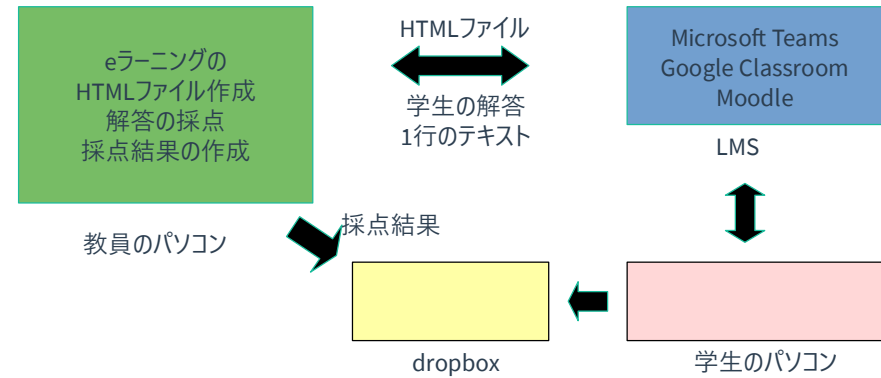 eラーニングの
HTMLファイル作成
解答の採点
採点結果の作成
教員のパソコン
HTMLファイル
学生の解答
1行のテキスト
Microsoft Teams
Google Classroom
Moodle
LMS
採点結果
dropbox
学生のパソコン